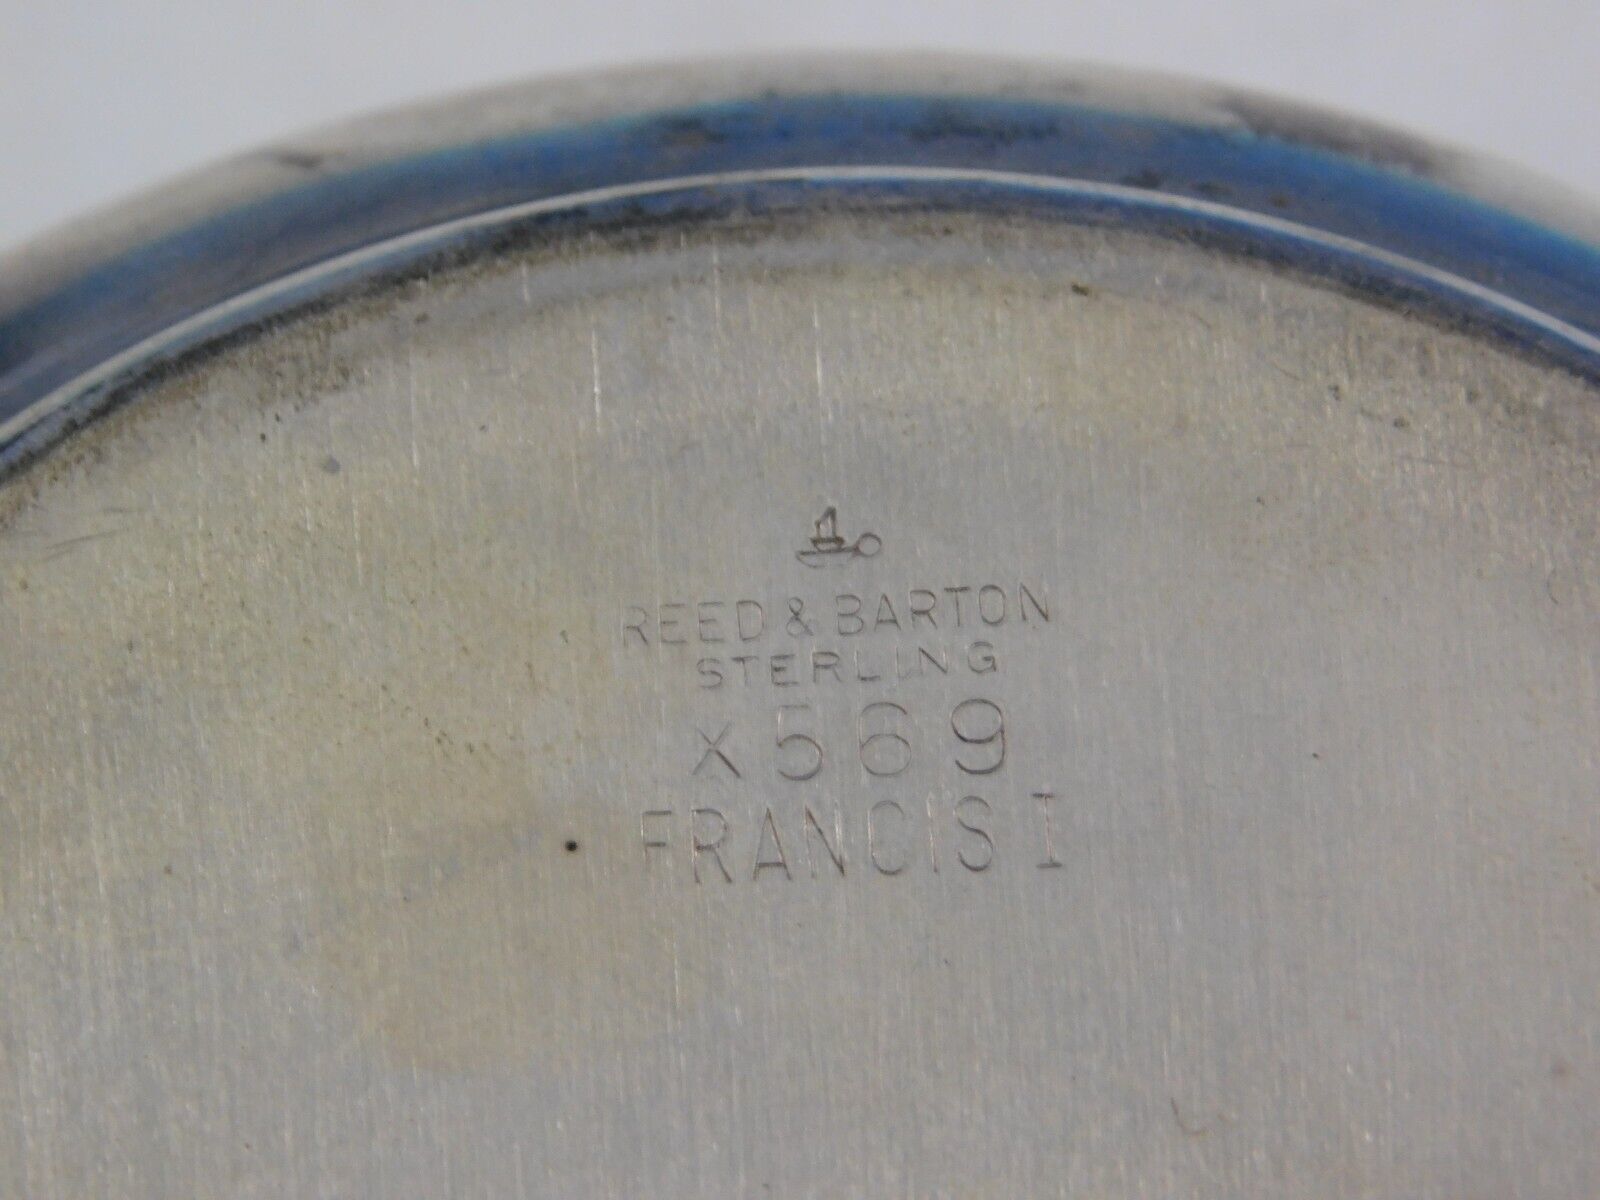 REED & BARTON
STERLING
X569
FRANCIS I